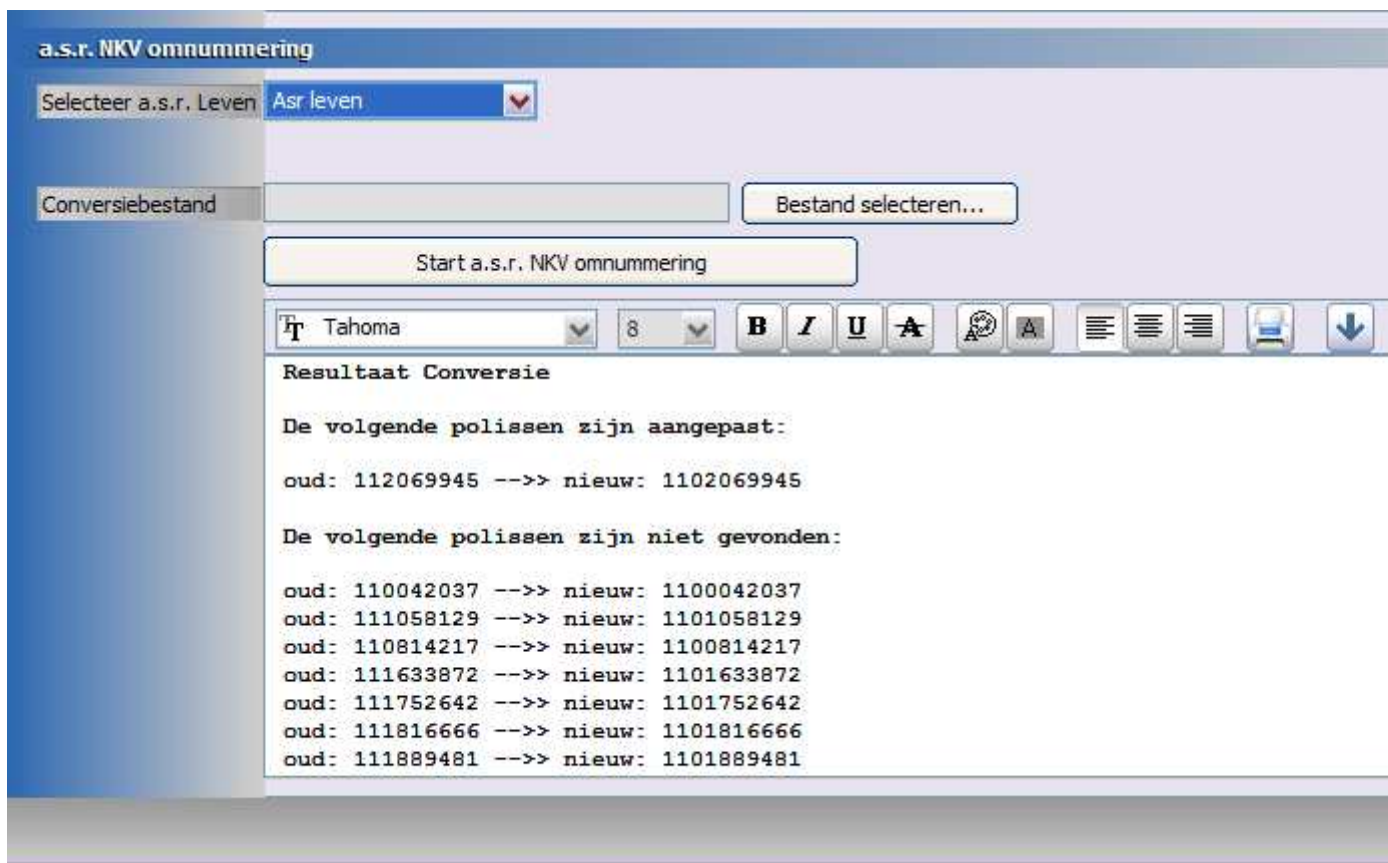 a.s.r. NKV omnummering
Selecteer a.s.r. Leven Asr leven
Conversiebestand Bestand selecteren...
Start a.s.r. NKV omnummering
Tahoma 8 B I U A A A
Resultaat Conversie
De volgende polissen zijn aangepast:
oud: 112069945 -->> nieuw: 1102069945
De volgende polissen zijn niet gevonden:
oud: 110042037 -->> nieuw: 1100042037
oud: 111058129 -->> nieuw: 1101058129
oud: 110814217 -->> nieuw: 1100814217
oud: 111633872 -->> nieuw: 1101633872
oud: 111752642 -->> nieuw: 1101752642
oud: 111816666 -->> nieuw: 1101816666
oud: 111889481 -->> nieuw: 1101889481